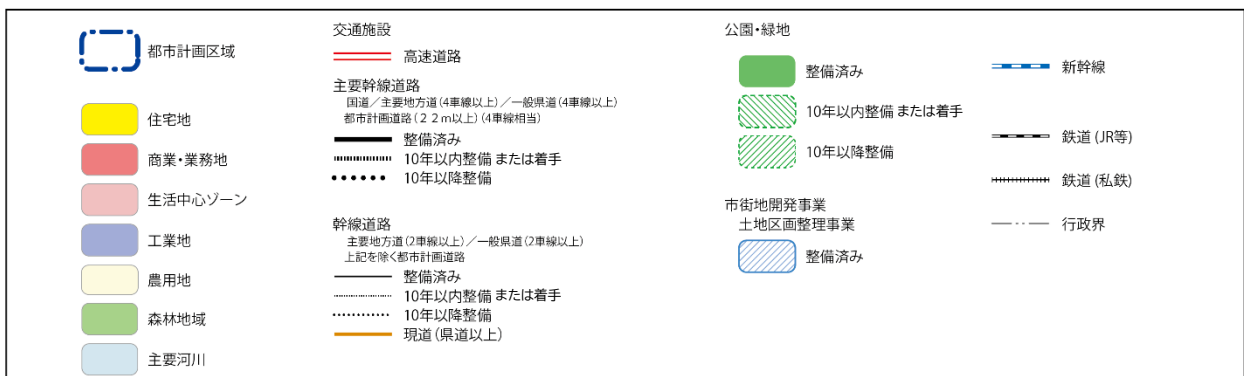 都市計画区域
住宅地
商業・業務地
生活中心ゾーン
工業地
農用地
森林地域
主要河川
交通施設
高速道路
主要幹線道路
国道／主要地方道(4車線以上)／一般県道(4車線以上)
都市計画道路(２２ｍ以上)(4車線相当)
整備済み
10年以内整備 または着手
10年以降整備
幹線道路
主要地方道(2車線以上)／一般県道(2車線以上)
上記を除く都市計画道路
整備済み
10年以内整備 または着手
10年以降整備
現道(県道以上)
公園・緑地
整備済み
10年以内整備 または着手
10年以降整備
市街地開発事業
土地区画整理事業
整備済み
新幹線
鉄道(JR等)
鉄道(私鉄)
行政界